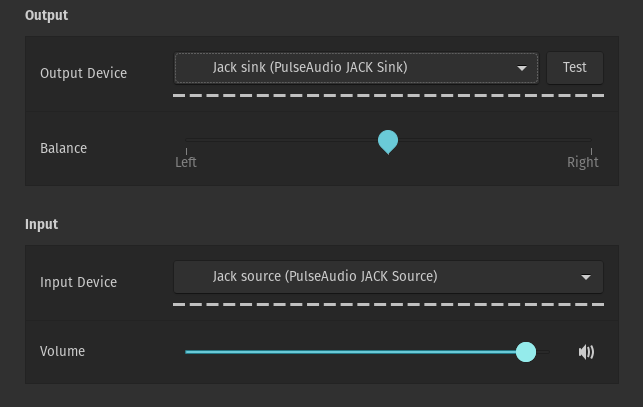 Output
Output Device
Jack sink (PulseAudio JACK Sink)
Test
Balance
Left
Right
Input
Input Device
Jack source (PulseAudio JACK Source)
Volume